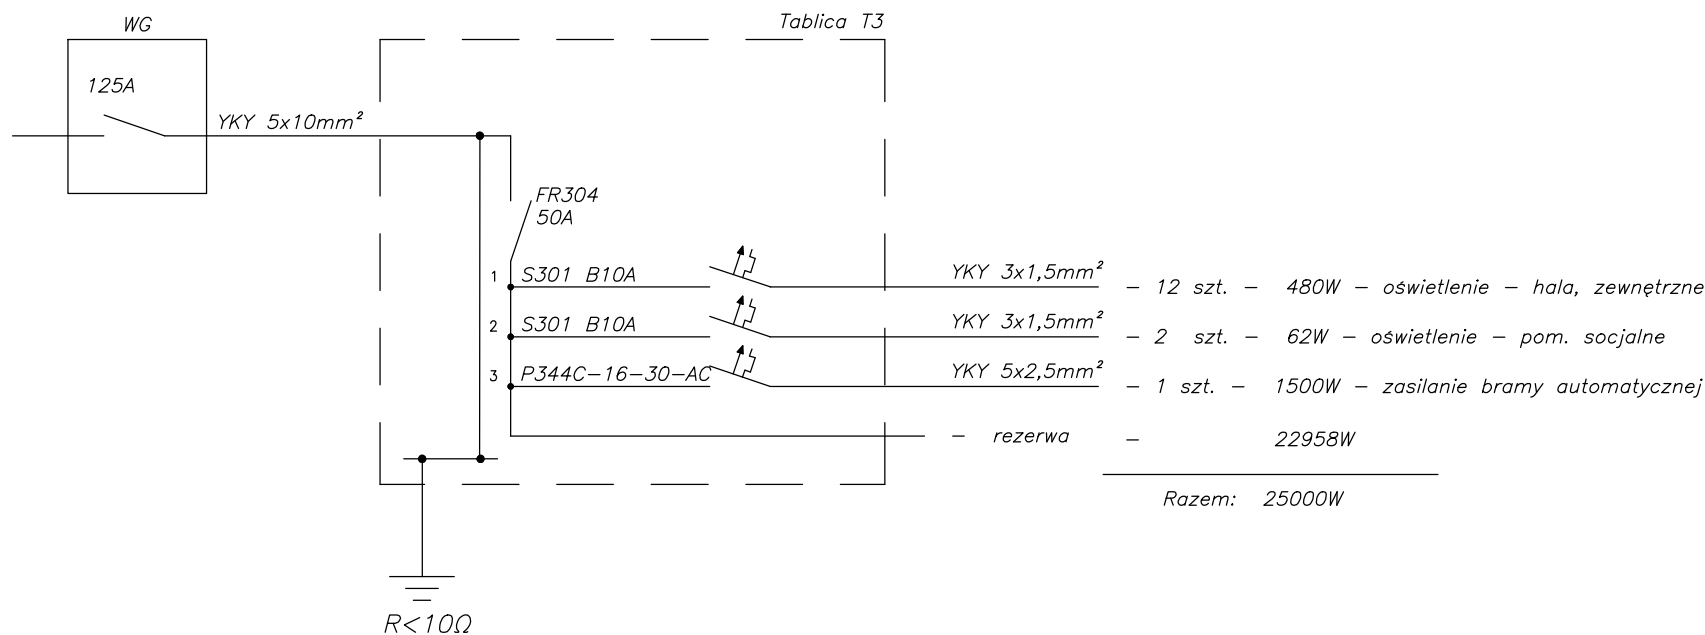 WG
Tablica T3
125A
YKY 5x10mm²
FR304
50A
1 S301 B10A YKY 3x1,5mm² – 12 szt. – 480W – oświetlenie – hala, zewnętrzne
2 S301 B10A YKY 3x1,5mm² – 2 szt. – 62W – oświetlenie – pom. socjalne
3 P344C–16–30–AC YKY 5x2,5mm² – 1 szt. – 1500W – zasilanie bramy automatycznej
– rezerwa – 22958W
Razem: 25000W
R<10Ω